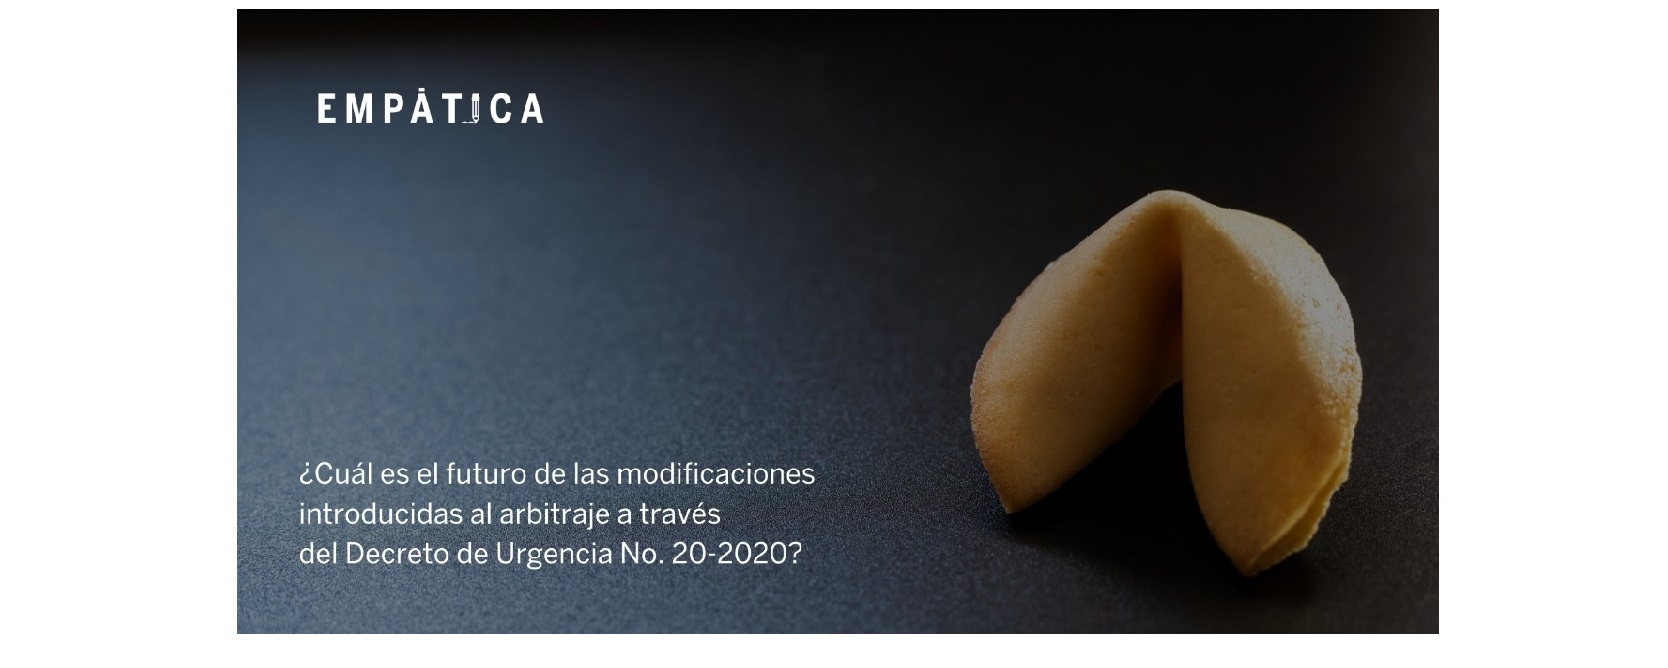 EMPÁTICA
¿Cuál es el futuro de las modificaciones
introducidas al arbitraje a través
del Decreto de Urgencia No. 20-2020?